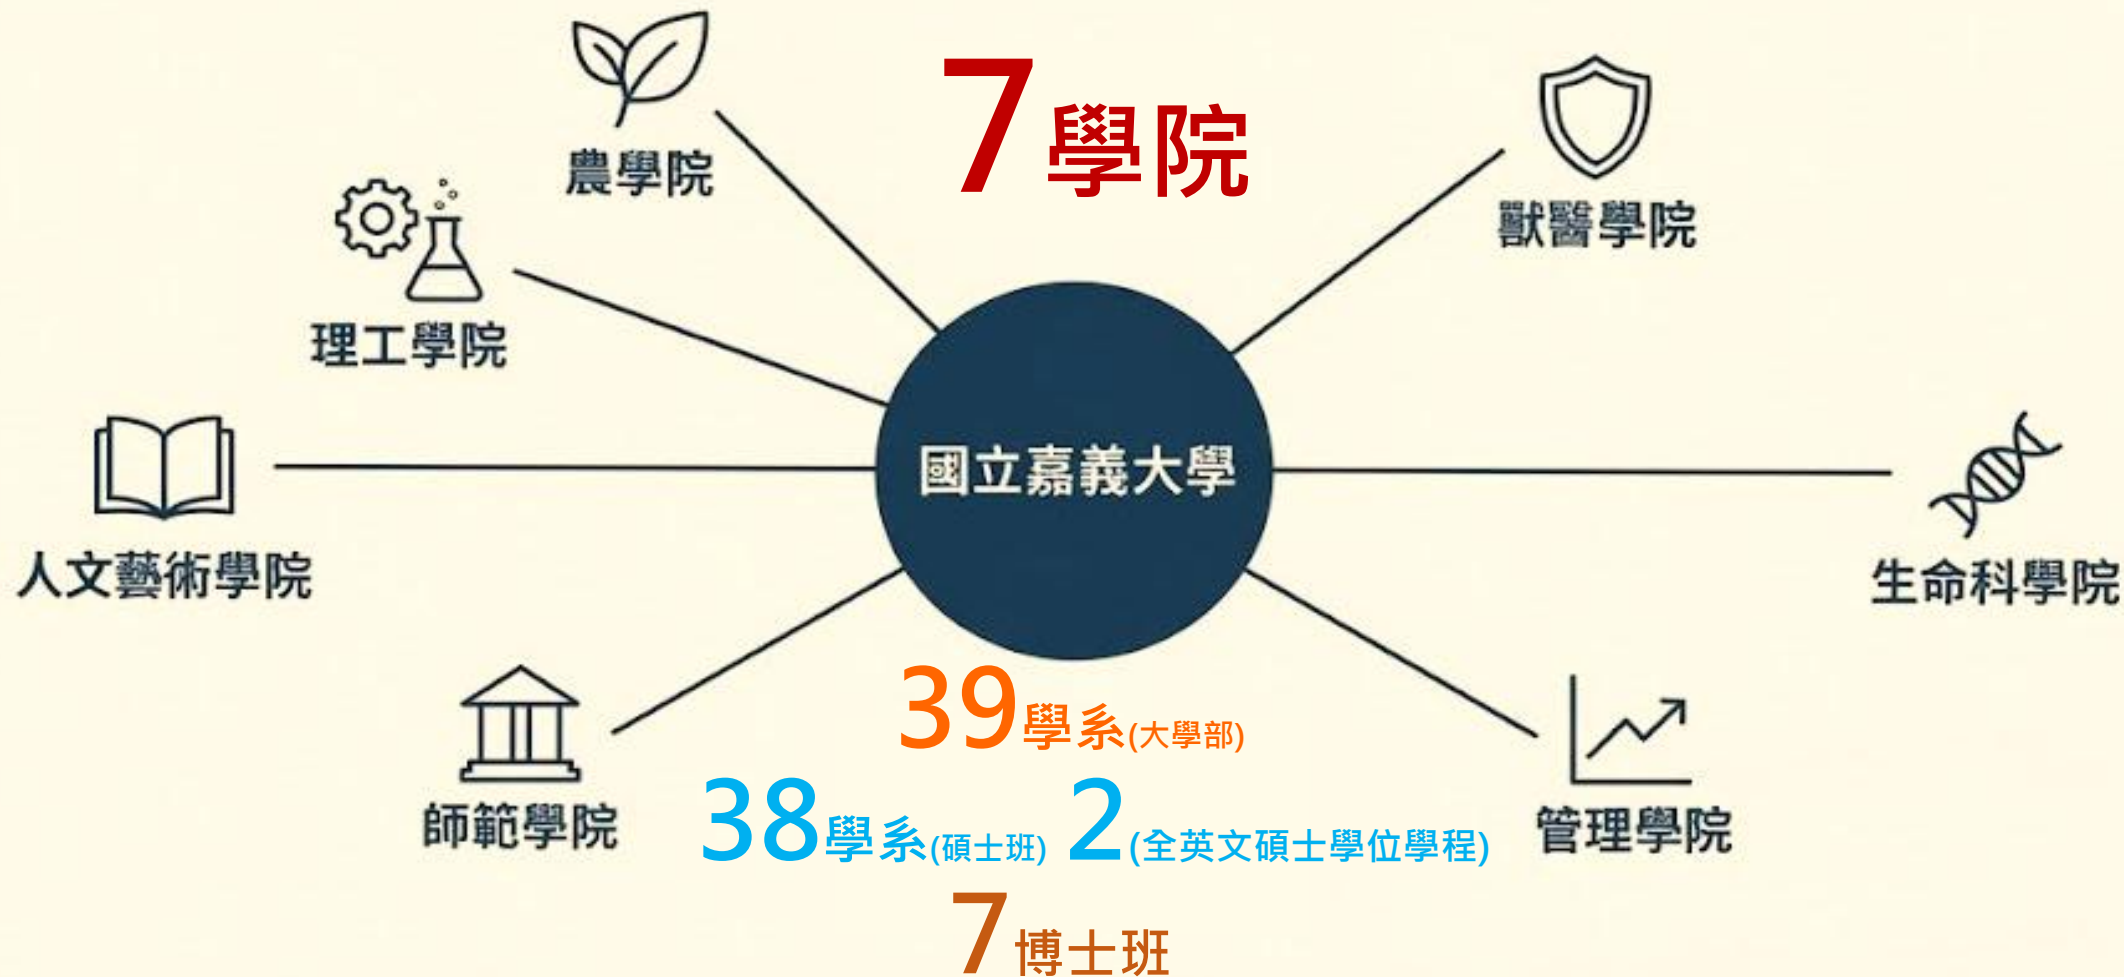 7學院
農學院
獸醫學院
理工學院
國立嘉義大學
人文藝術學院
生命科學院
39學系(大學部)
師範學院
38學系(碩士班) 2(全英文碩士學位學程)
管理學院
7博士班